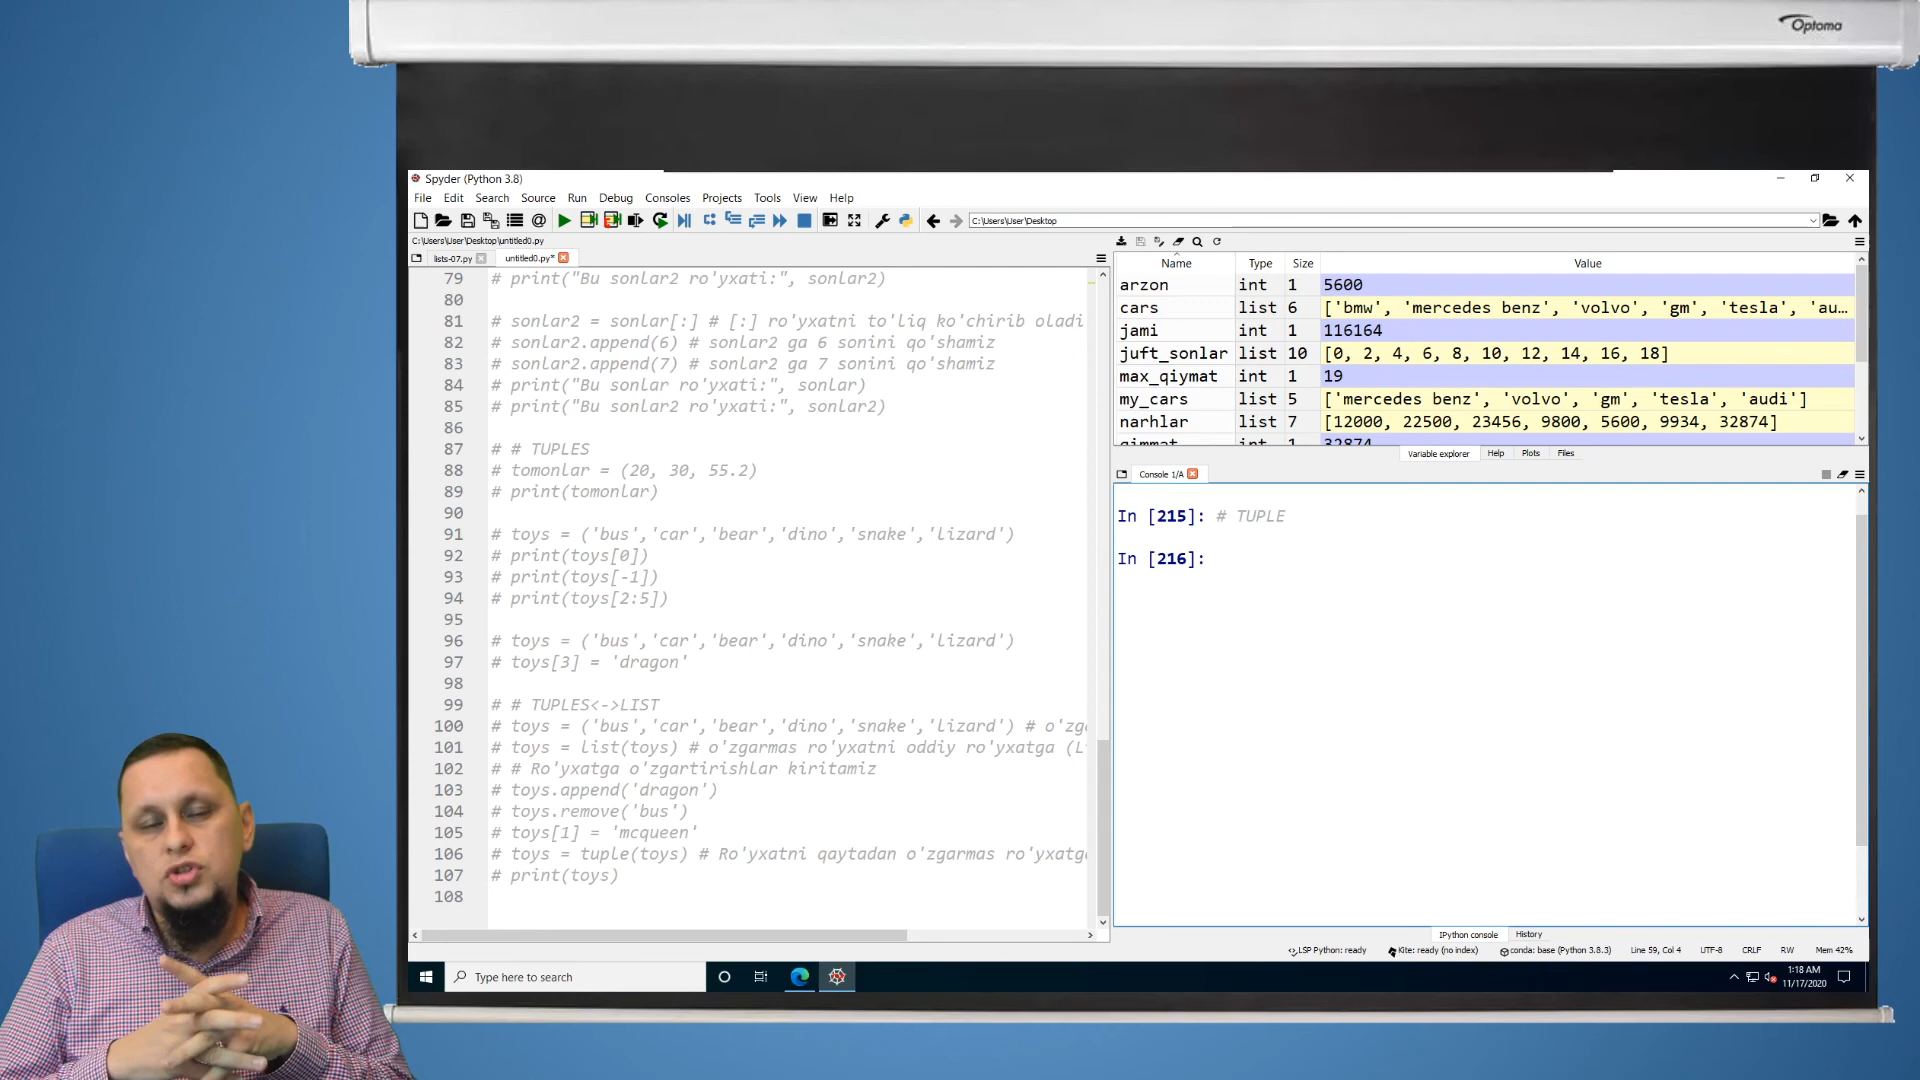 Optoma
Spyder (Python 3.8)
File Edit Search Source Run Debug Consoles Projects Tools View Help
C:\Users\User\Desktop
C:\Users\User\Desktop\untitled0.py
lists-07.py untitled0.py*
79 # print("Bu sonlar2 ro'yxati:", sonlar2)
80
81 # sonlar2 = sonlar[:] # [:] ro'yxatni to'liq ko'chirib oladi
82 # sonlar2.append(6) # sonlar2 ga 6 sonini qo'shamiz
83 # sonlar2.append(7) # sonlar2 ga 7 sonini qo'shamiz
84 # print("Bu sonlar ro'yxati:", sonlar)
85 # print("Bu sonlar2 ro'yxati:", sonlar2)
86
87 # # TUPLES
88 # tomonlar = (20, 30, 55.2)
89 # print(tomonlar)
90
91 # toys = ('bus','car','bear','dino','snake','lizard')
92 # print(toys[0])
93 # print(toys[-1])
94 # print(toys[2:5])
95
96 # toys = ('bus','car','bear','dino','snake','lizard')
97 # toys[3] = 'dragon'
98
99 # # TUPLES<->LIST
100 # toys = ('bus','car','bear','dino','snake','lizard') # o'zg
101 # toys = list(toys) # o'zgarmas ro'yxatni oddiy ro'yxatga (L
102 # # Ro'yxatga o'zgartirishlar kiritamiz
103 # toys.append('dragon')
104 # toys.remove('bus')
105 # toys[1] = 'mcqueen'
106 # toys = tuple(toys) # Ro'yxatni qaytadan o'zgarmas ro'yxatg
107 # print(toys)
108
Name Type Size Value
arzon int 1 5600
cars list 6 ['bmw', 'mercedes benz', 'volvo', 'gm', 'tesla', 'au...
jami int 1 116164
juft_sonlar list 10 [0, 2, 4, 6, 8, 10, 12, 14, 16, 18]
max_qiymat int 1 19
my_cars list 5 ['mercedes benz', 'volvo', 'gm', 'tesla', 'audi']
narhlar list 7 [12000, 22500, 23456, 9800, 5600, 9934, 32874]
qimmat int 1 32874
Variable explorer Help Plots Files
Console 1/A
In [215]: # TUPLE
In [216]:
IPython console History
LSP Python: ready Kite: ready (no index) conda: base (Python 3.8.3) Line 59, Col 4 UTF-8 CRLF RW Mem 42%
Type here to search
1:18 AM
11/17/2020